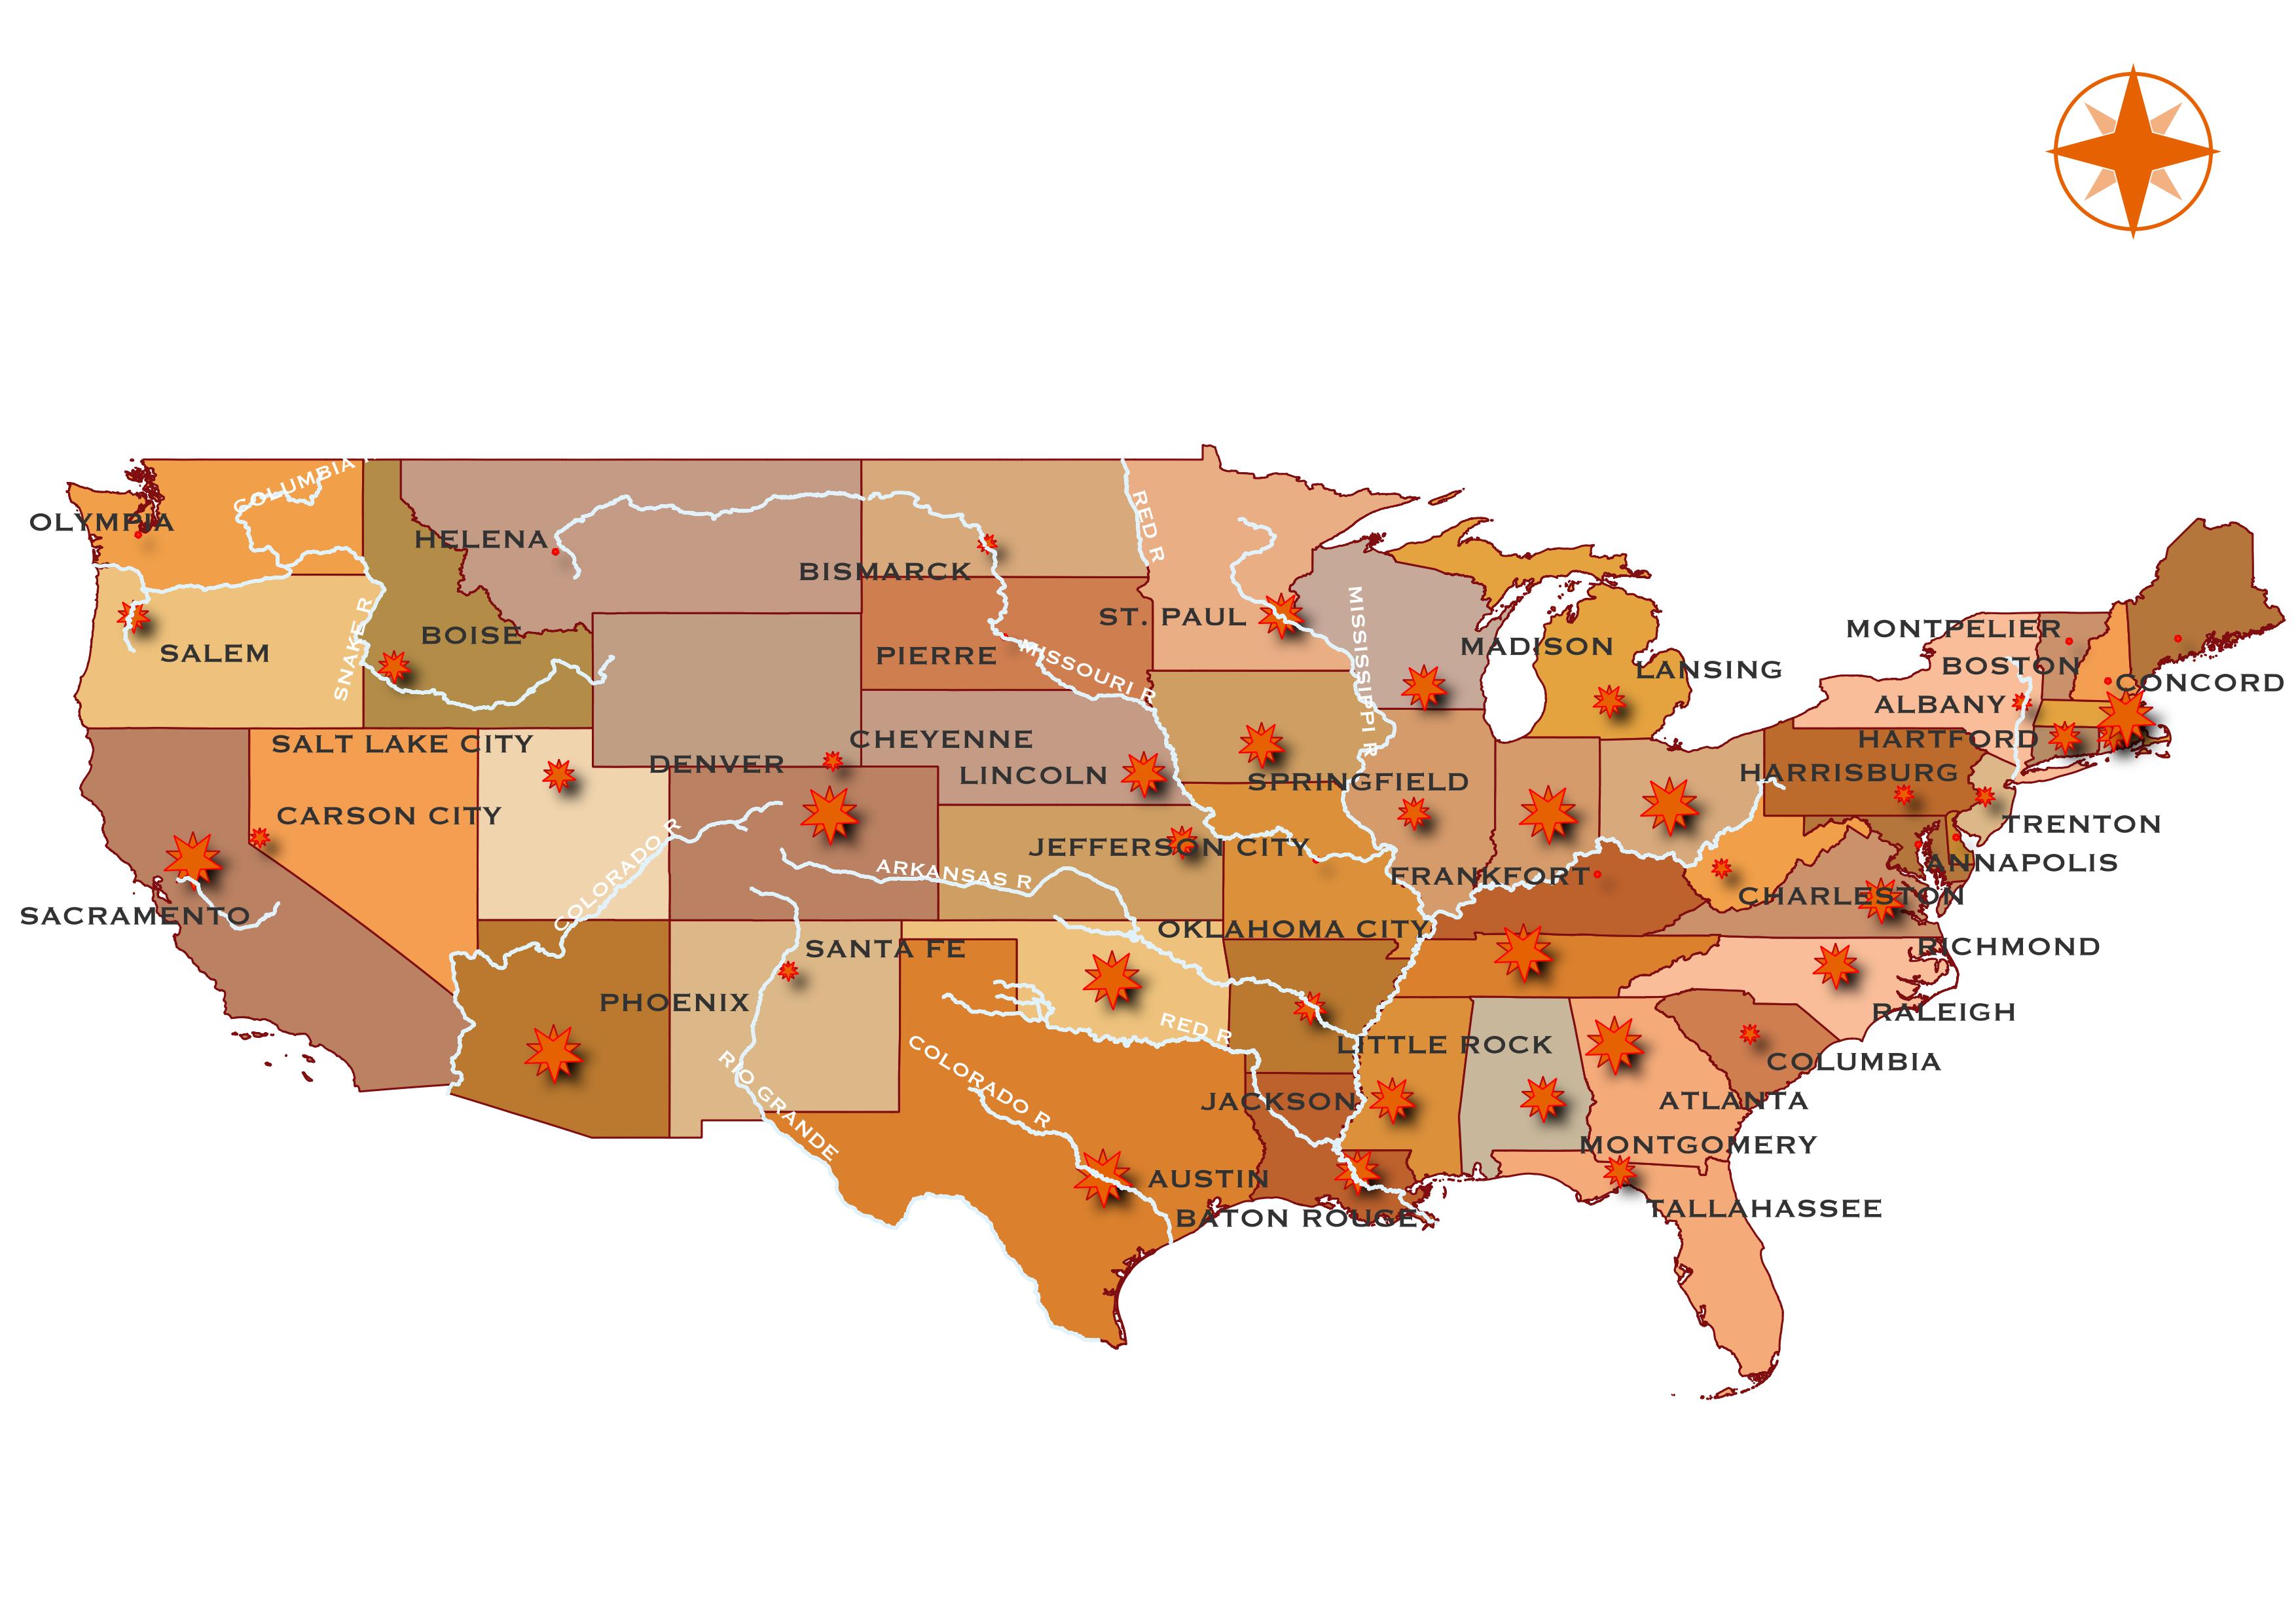 COLUMBIA R
OLYMPIA
HELENA
BISMARCK
RED R
ST. PAUL
MISSISSIPPI R
MADISON
LANSING
MONTPELIER
BOSTON
CONCORD
ALBANY
HARTFORD
HARRISBURG
TRENTON
ANNAPOLIS
SALEM
SNAKE R
BOISE
PIERRE
MISSOURI R
SALT LAKE CITY
CARSON CITY
DENVER
CHEYENNE
LINCOLN
SPRINGFIELD
JEFFERSON CITY
ARKANSAS R
COLORADO R
FRANKFORT
CHARLESTON
SACRAMENTO
OKLAHOMA CITY
SANTA FE
RICHMOND
PHOENIX
RALEIGH
RED R
LITTLE ROCK
COLORADO R
RIO GRANDE
COLUMBIA
JACKSON
ATLANTA
MONTGOMERY
AUSTIN
TALLAHASSEE
BATON ROUGE